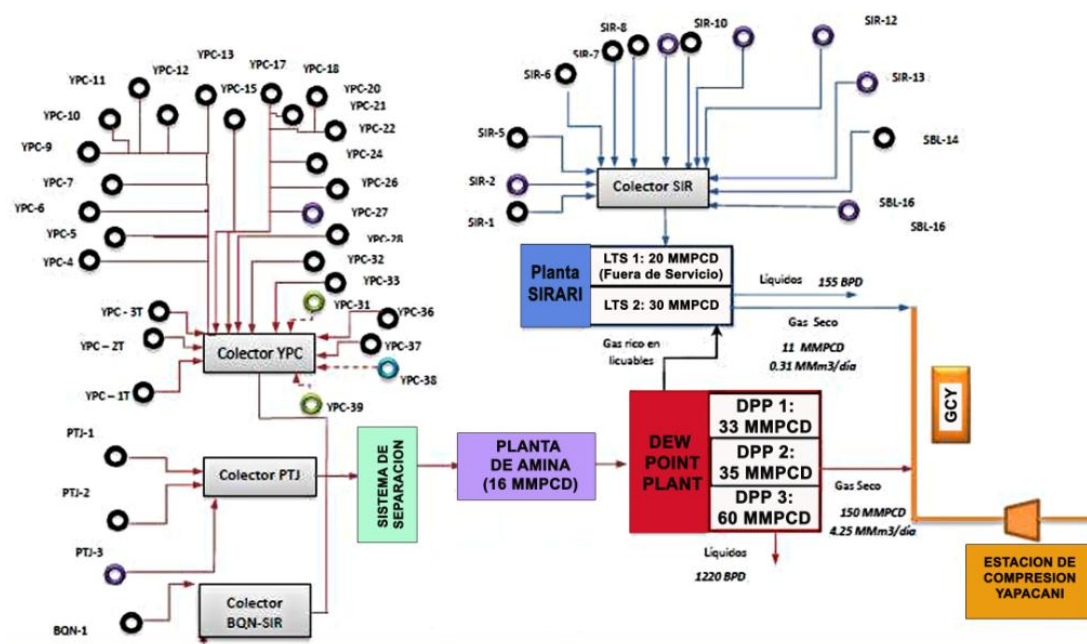 YPC-13
YPC-12
YPC-11
YPC-10
YPC-9
YPC-7
YPC-6
YPC-5
YPC-4
YPC-15
YPC-17
YPC-18
YPC-20
YPC-21
YPC-22
YPC-24
YPC-26
YPC-27
YPC-28
YPC-32
YPC-33
YPC-31
YPC-36
YPC-37
YPC-38
YPC-39
YPC - 3T
YPC – 2T
YPC – 1T
Colector YPC
PTJ-1
PTJ-2
PTJ-3
Colector PTJ
BQN-1
Colector
BQN-SIR
SISTEMA DE
SEPARACION
PLANTA
DE AMINA
(16 MMPCD)
DEW
POINT
PLANT
DPP 1:
33 MMPCD
DPP 2:
35 MMPCD
DPP 3:
60 MMPCD
Líquidos
1220 BPD
Gas Seco
150 MMPCD
4.25 MMm3/día
SIR-8
SIR-7
SIR-6
SIR-5
SIR-2
SIR-1
SIR-10
SIR-12
SIR-13
SBL-14
SBL-16
SBL-16
Colector SIR
Planta
SIRARI
LTS 1: 20 MMPCD
(Fuera de Servicio)
LTS 2: 30 MMPCD
Gas rico en
licuables
Líquidos
155 BPD
Gas Seco
11 MMPCD
0.31 MMm3/día
GCY
ESTACION DE
COMPRESION
YAPACANI